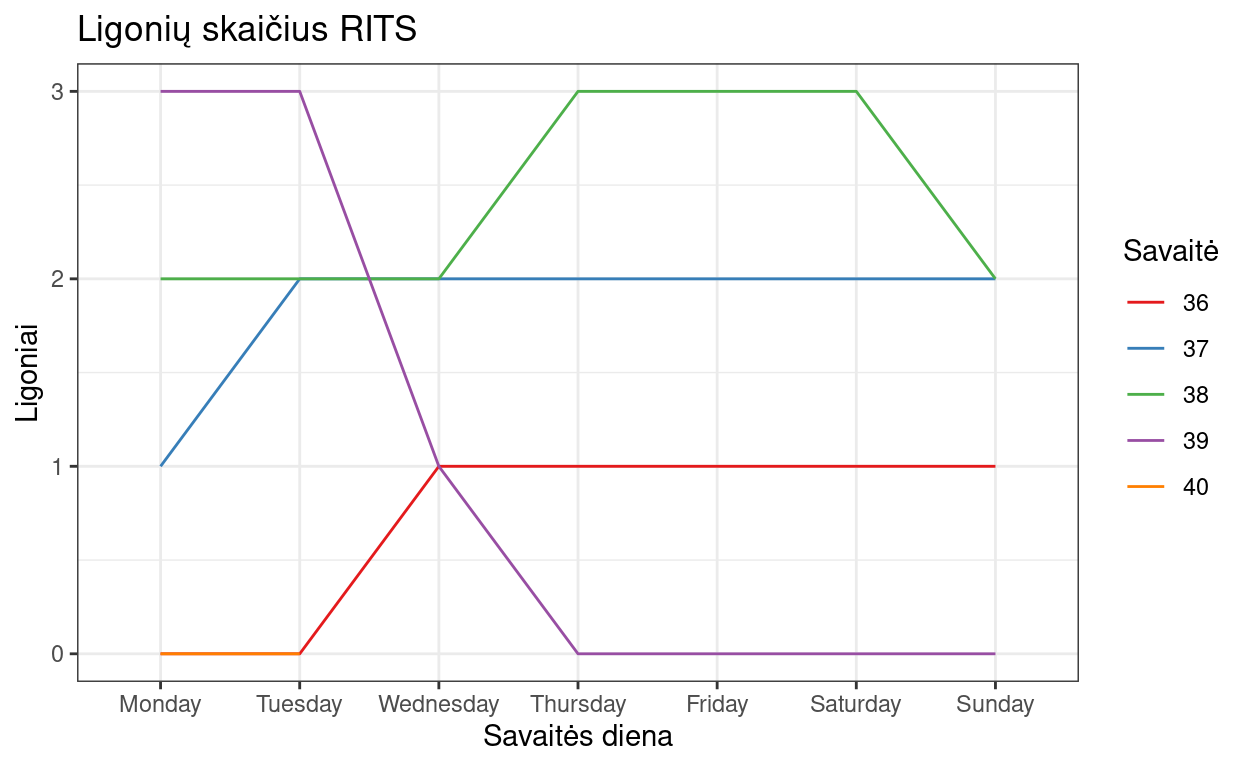 Ligonių skaičius RITS
3
2
1
0
Ligoniai
Monday Tuesday Wednesday Thursday Friday Saturday Sunday
Savaitės diena
Savaitė
36
37
38
39
40